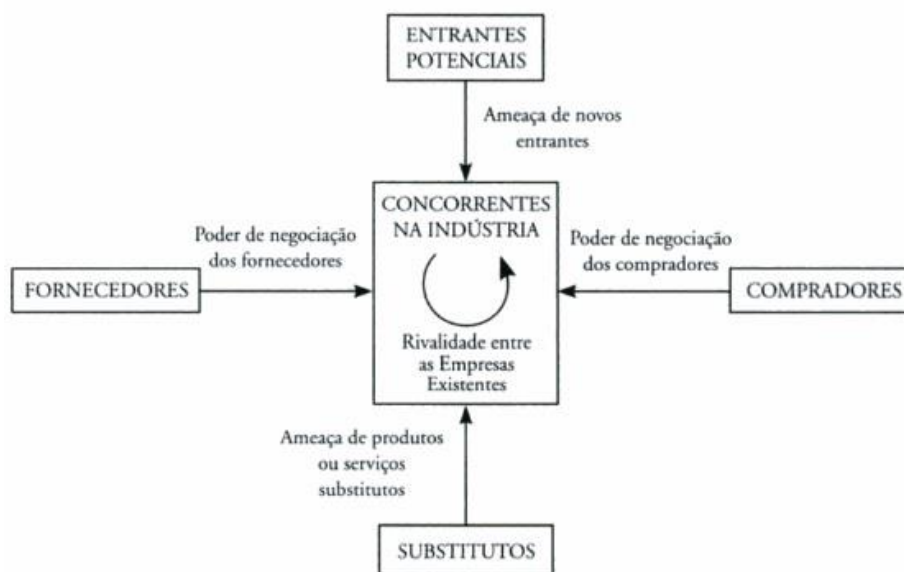 ENTRANTES
POTENCIAIS
Ameaça de novos
entrantes
CONCORRENTES
NA INDÚSTRIA
Poder de negociação
dos fornecedores
Poder de negociação
dos compradores
FORNECEDORES
COMPRADORES
Rivalidade entre
as Empresas
Existentes
Ameaça de produtos
ou serviços
substitutos
SUBSTITUTOS